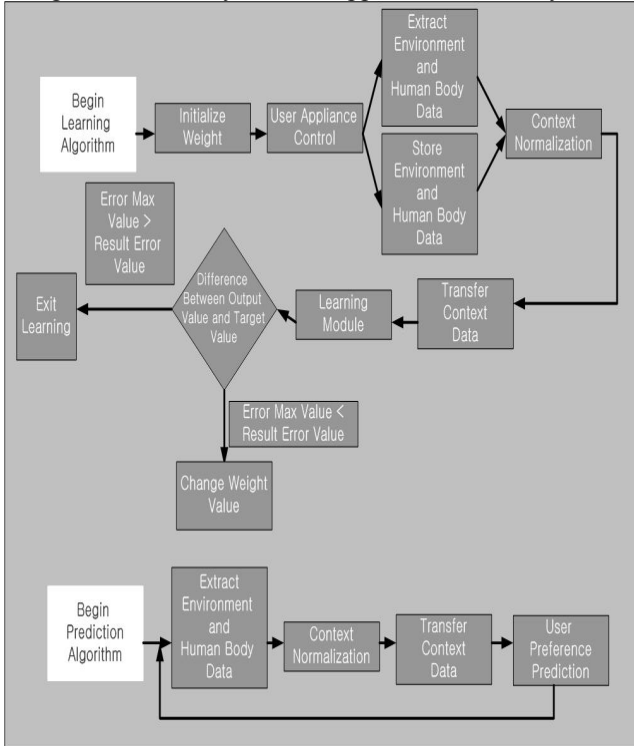 Begin
Learning
Algorithm
Initialize
Weight
User Appliance
Control
Extract
Environment
and
Human Body
Data
Store
Environment
and
Human Body
Data
Context
Normalization
Error Max
Value >
Result Error
Value
Exit
Learning
Difference
Between Output
Value and Target
Value
Learning
Module
Transfer
Context
Data
Error Max Value <
Result Error Value
Change Weight
Value
Begin
Prediction
Algorithm
Extract
Environment
and
Human Body
Data
Context
Normalization
Transfer
Context
Data
User
Preference
Prediction